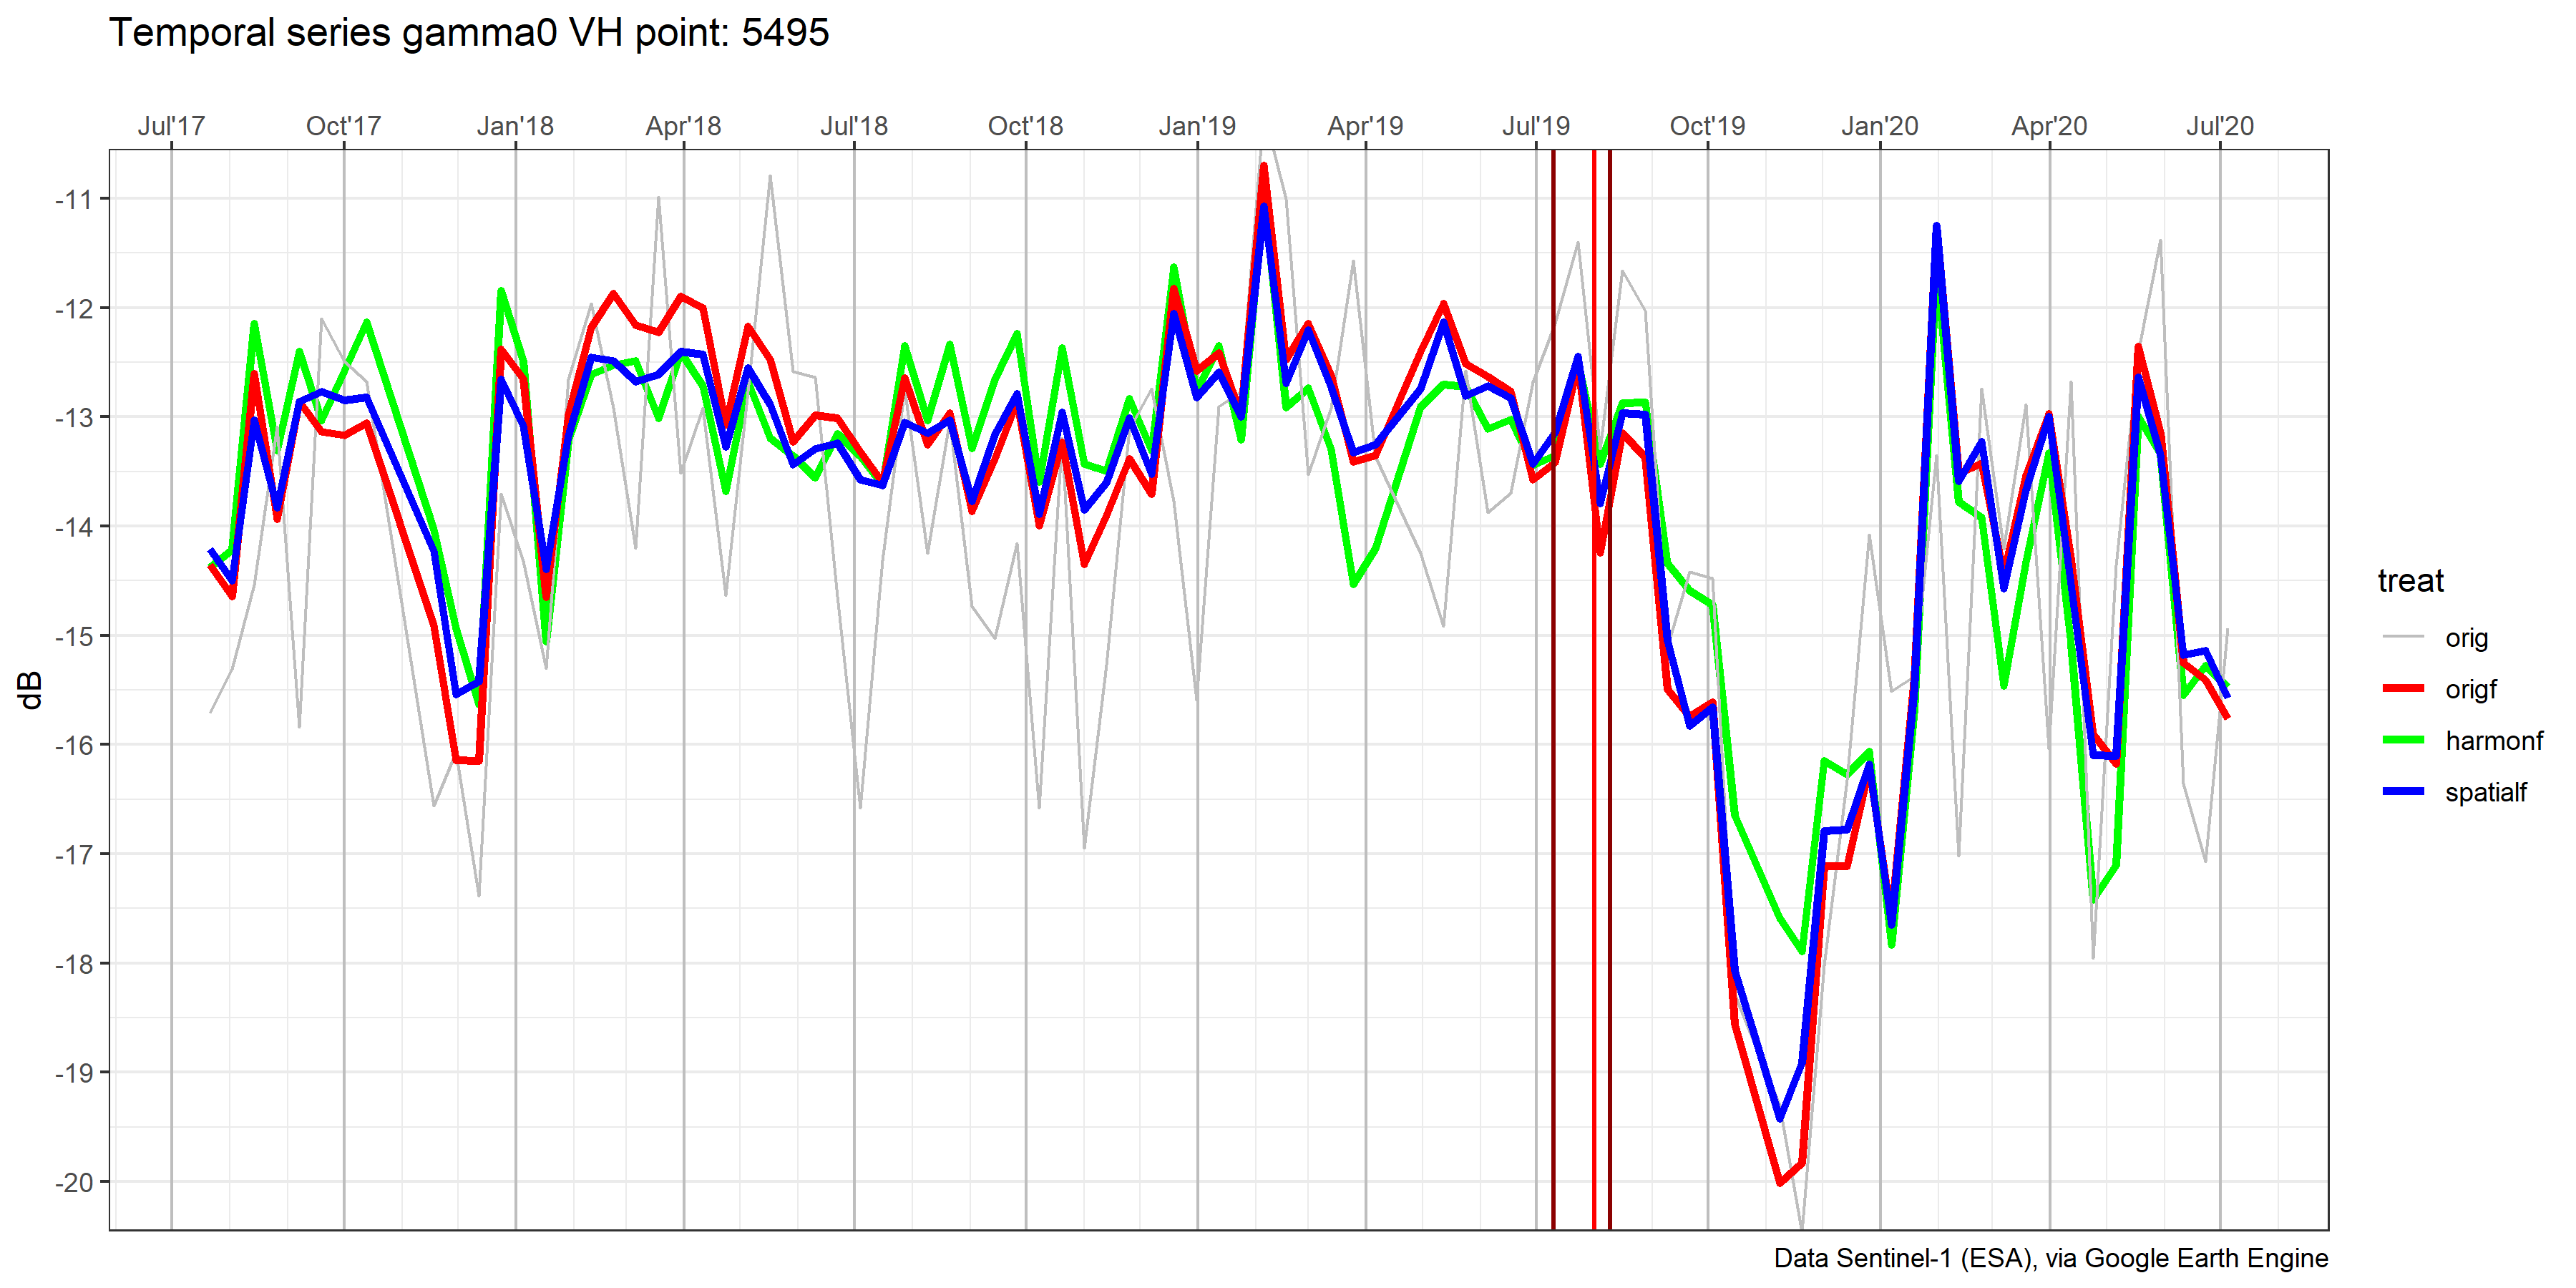 Temporal series gamma0 VH point: 5495
Jul'17 Oct'17 Jan'18 Apr'18 Jul'18 Oct'18 Jan'19 Apr'19 Jul'19 Oct'19 Jan'20 Apr'20 Jul'20
-11
-12
-13
-14
-15
-16
-17
-18
-19
-20
dB
treat
orig
origf
harmonf
spatialf
Data Sentinel-1 (ESA), via Google Earth Engine